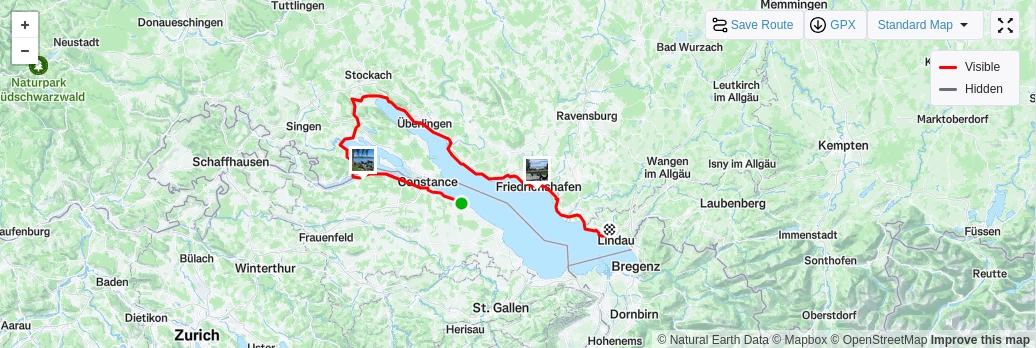 Tuttlingen
Memmingen
Donaueschingen
Save Route
GPX
Standard Map
+
−
Neustadt
Bad Wurzach
Visible
Hidden
Stockach
Naturpark
üdschwarzwald
Leutkirch
im Allgäu
Überlingen
Ravensburg
Marktoberdorf
Singen
Kempten
Schaffhausen
Wangen
im Allgäu
Isny im Allgäu
Constance
Friedrichshafen
Laubenberg
Frauenfeld
Lindau
Immenstadt
Füssen
aufenburg
Bülach
Winterthur
Bregenz
Sonthofen
Reutte
Baden
St. Gallen
Dornbirn
Oberstdorf
Aarau
Dietikon
Zurich
Herisau
Hohenems
Uster
© Natural Earth Data © Mapbox © OpenStreetMap Improve this map